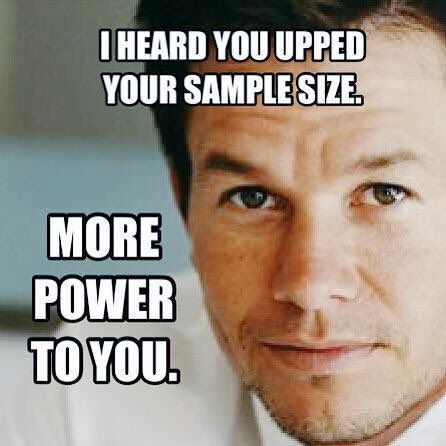 I HEARD YOU UPPED
YOUR SAMPLE SIZE.
MORE
POWER
TO YOU.